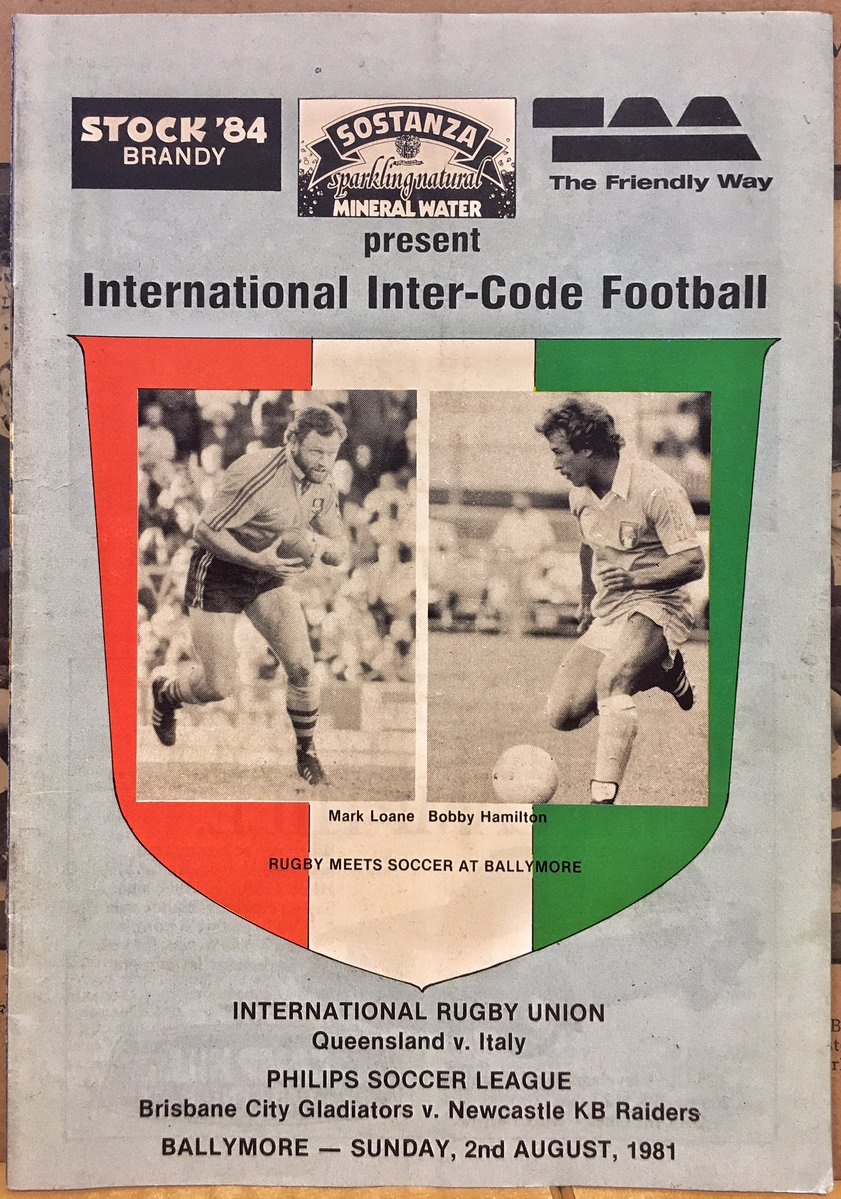 STOCK '84
BRANDY
SOSTANZA
sparkling natural
MINERAL WATER
TAA
The Friendly Way
present
International Inter-Code Football
Mark Loane Bobby Hamilton
RUGBY MEETS SOCCER AT BALLYMORE
INTERNATIONAL RUGBY UNION
Queensland v. Italy
PHILIPS SOCCER LEAGUE
Brisbane City Gladiators v. Newcastle KB Raiders
BALLYMORE — SUNDAY, 2nd AUGUST, 1981